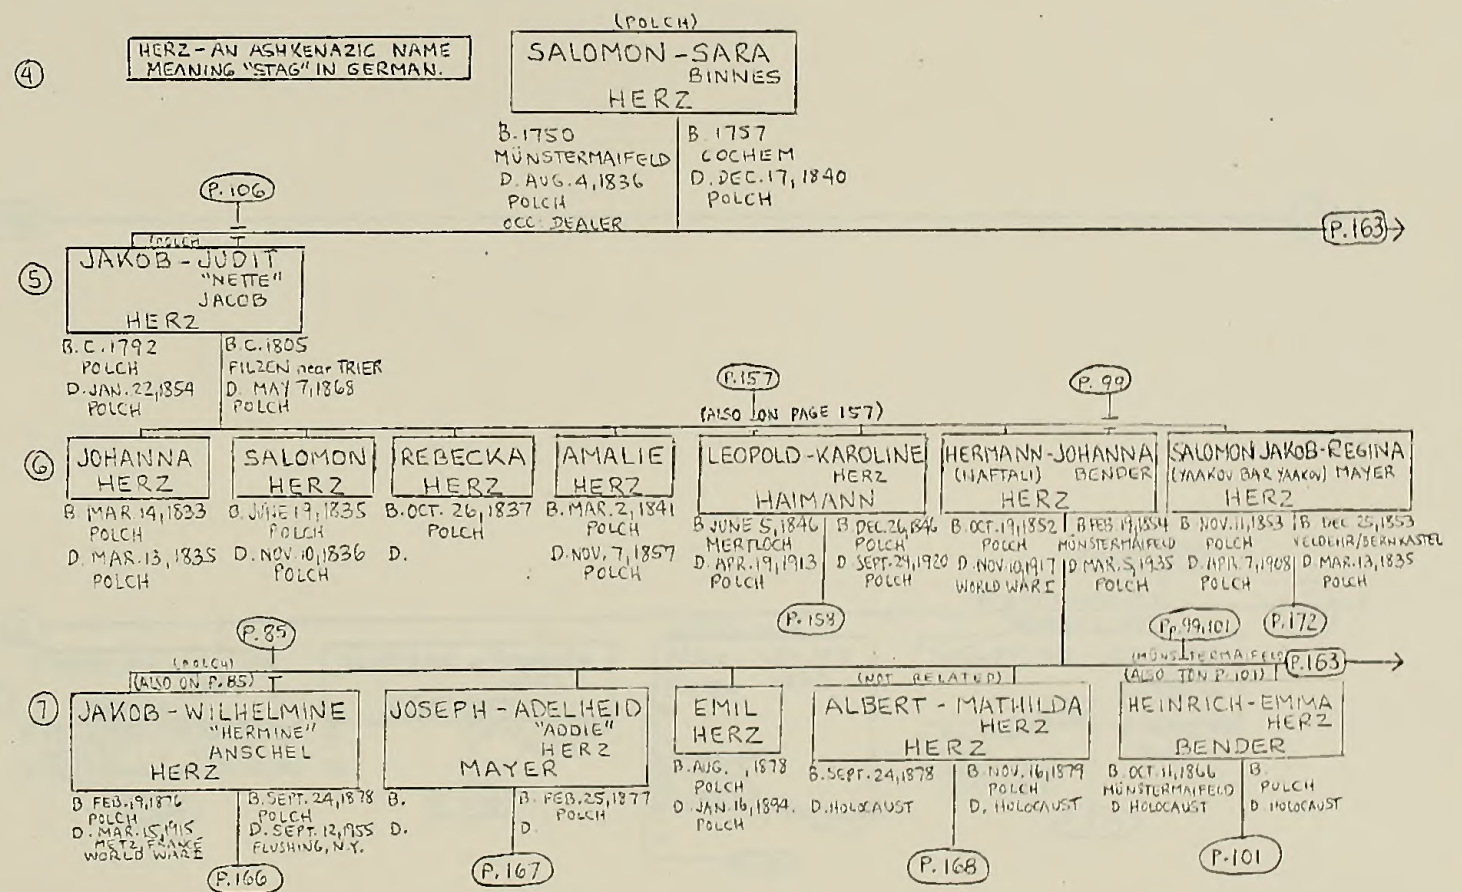 (POLCH)
HERZ - AN ASHKENAZIC NAME
MEANING "STAG" IN GERMAN.
④
SALOMON - SARA
BINNES
HERZ
B. 1750
MÜNSTERMAIFELD
D. AUG. 4, 1836
POLCH
OCC: DEALER
B. 1757
COCHEM
D. DEC. 17, 1840
POLCH
P. 106
P. 163
(POLCH
⑤
JAKOB - JUDIT
"NETTE"
JACOB
HERZ
B. C. 1792
POLCH
D. JAN. 22, 1854
POLCH
B. C. 1805
FILZEN near TRIER
D. MAY 7, 1868
POLCH
P. 157
P. 99
(ALSO ON PAGE 157)
⑥
JOHANNA
HERZ
B. MAR. 14, 1833
POLCH
D. MAR. 13, 1835
POLCH
SALOMON
HERZ
B. JUNE 19, 1835
POLCH
D. NOV. 10, 1836
POLCH
REBECKA
HERZ
B. OCT. 26, 1837
POLCH
D.
AMALIE
HERZ
B. MAR. 2, 1841
POLCH
D. NOV. 7, 1857
POLCH
LEOPOLD - KAROLINE
HERZ
HAIMANN
B JUNE 5, 1846
MERTLOCH
D. APR. 19, 1913
POLCH
B DEC. 26, 1846
POLCH
D SEPT. 29, 1920
POLCH
P. 158
HERMANN - JOHANNA
(NAFTALI) BENDER
HERZ
B. OCT. 19, 1852
POLCH
D. NOV. 10, 1917
WORLD WAR I
B FEB. 19, 1854
MÜNSTERMAIFELD
D MAR. 5, 1935
POLCH
SALOMON JAKOB - REGINA
(YAAKOV BAR YAAKOV) MAYER
HERZ
B NOV. 11, 1853
POLCH
D. APR. 7, 1908
POLCH
B DEC 25, 1853
VELDEHR/BERNKASTEL
D. MAR. 13, 1835
POLCH
P. 172
P. 85
Pp. 99, 101
P. 163
(POLCH)
(ALSO ON P. 85)
⑦
JAKOB - WILHELMINE
"HERMINE"
ANSCHEL
HERZ
B FEB. 19, 1876
POLCH
D. MAR. 15, 1915
METZ, FRANCE
WORLD WAR I
B. SEPT. 24, 1878
POLCH
D. SEPT. 12, 1955
FLUSHING, N.Y.
P. 166
JOSEPH - ADELHEID
"ADDIE"
HERZ
MAYER
B.
D.
B. FEB. 25, 1877
POLCH
D.
P. 167
EMIL
HERZ
B. AUG. , 1878
POLCH
D. JAN. 16, 1894.
POLCH
(NOT RELATED)
ALBERT - MATHILDA
HERZ
HERZ
B. SEPT. 24, 1878
D. HOLOCAUST
B. NOV. 16, 1879
POLCH
D. HOLOCAUST
P. 168
(MÜNSTERMAIFELD
(ALSO ON P. 101)
HEINRICH - EMMA
HERZ
BENDER
B. OCT. 11, 1866
MÜNSTERMAIFELD
D HOLOCAUST
B.
POLCH
D. HOLOCAUST
P. 101